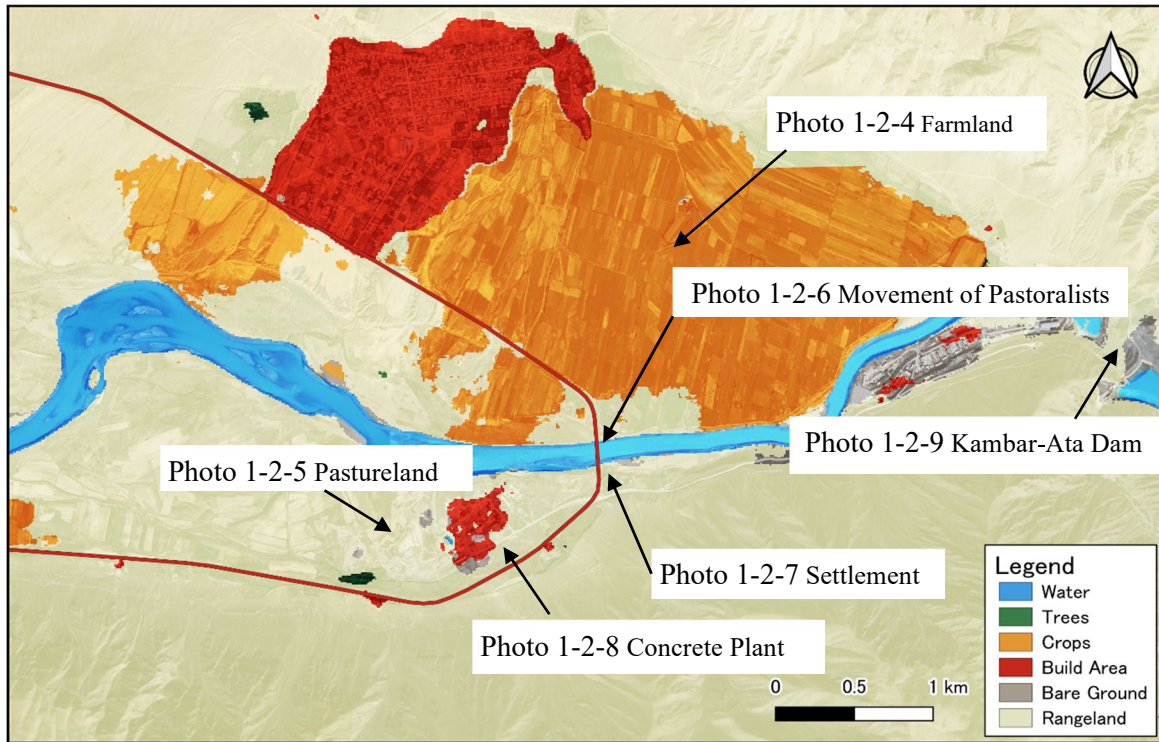 Photo 1-2-4 Farmland
Photo 1-2-6 Movement of Pastoralists
Photo 1-2-9 Kambar-Ata Dam
Photo 1-2-5 Pastureland
Photo 1-2-7 Settlement
Photo 1-2-8 Concrete Plant
0 0.5 1 km
Legend
Water
Trees
Crops
Build Area
Bare Ground
Rangeland